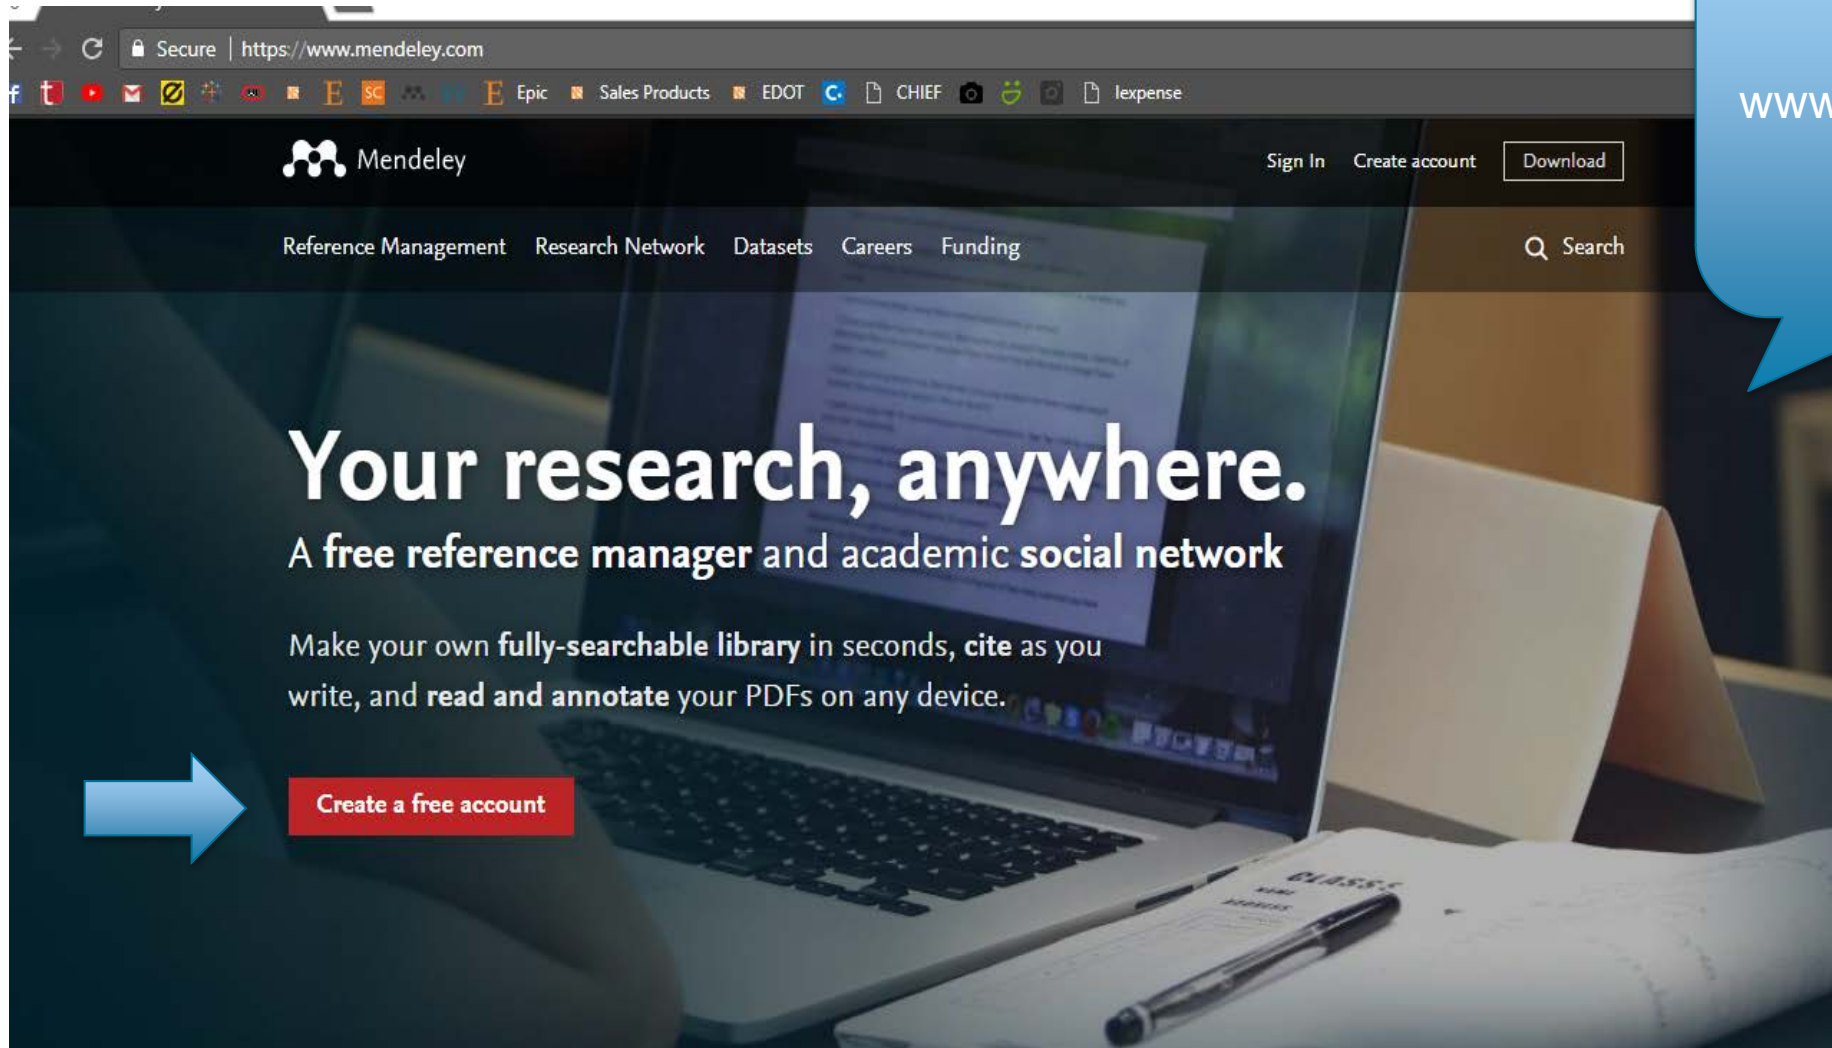 Secure | https://www.mendeley.com
Epic Sales Products EDOT CHIEF lexpense
www
Mendeley
Sign In Create account Download
Reference Management Research Network Datasets Careers Funding
Search
Your research, anywhere.
A free reference manager and academic social network
Make your own fully-searchable library in seconds, cite as you
write, and read and annotate your PDFs on any device.
Create a free account